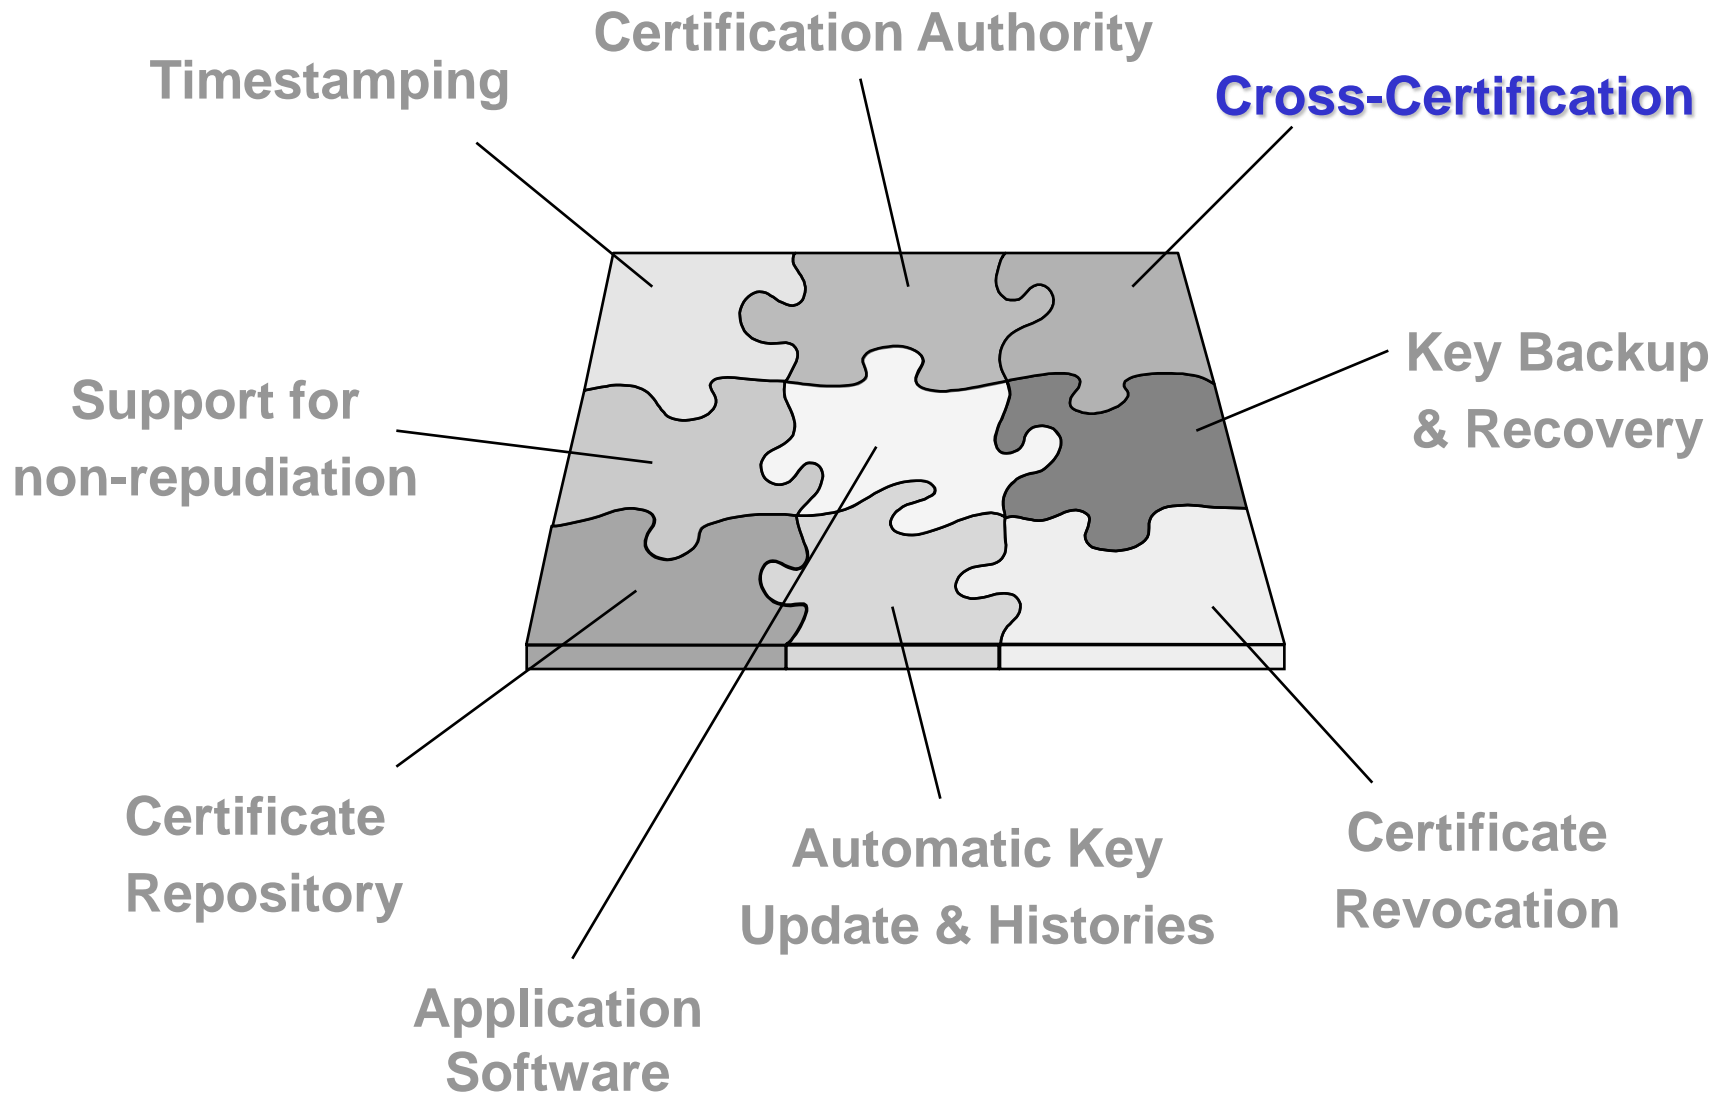 Certification Authority
Timestamping
Cross-Certification
Key Backup
& Recovery
Support for
non-repudiation
Certificate
Repository
Automatic Key
Update & Histories
Certificate
Revocation
Application
Software